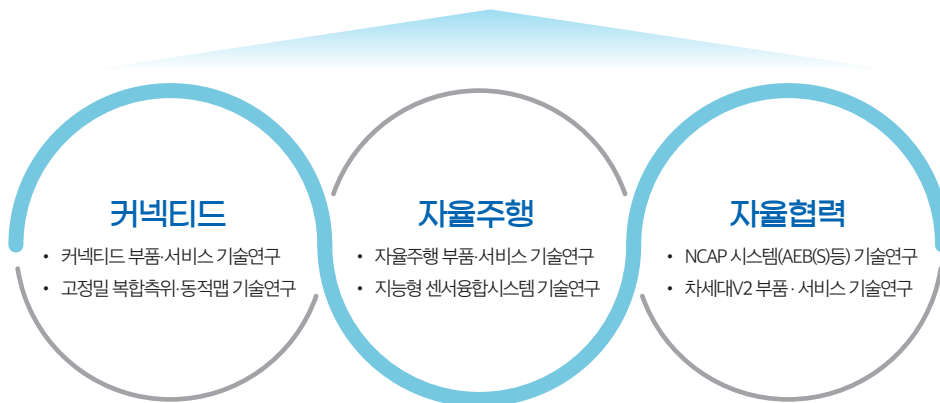 커넥티드
• 커넥티드 부품·서비스 기술연구
• 고정밀 복합측위·동적맵 기술연구
자율주행
• 자율주행 부품·서비스 기술연구
• 지능형 센서융합시스템 기술연구
자율협력
• NCAP 시스템(AEB(S)등) 기술연구
• 차세대V2 부품 · 서비스 기술연구